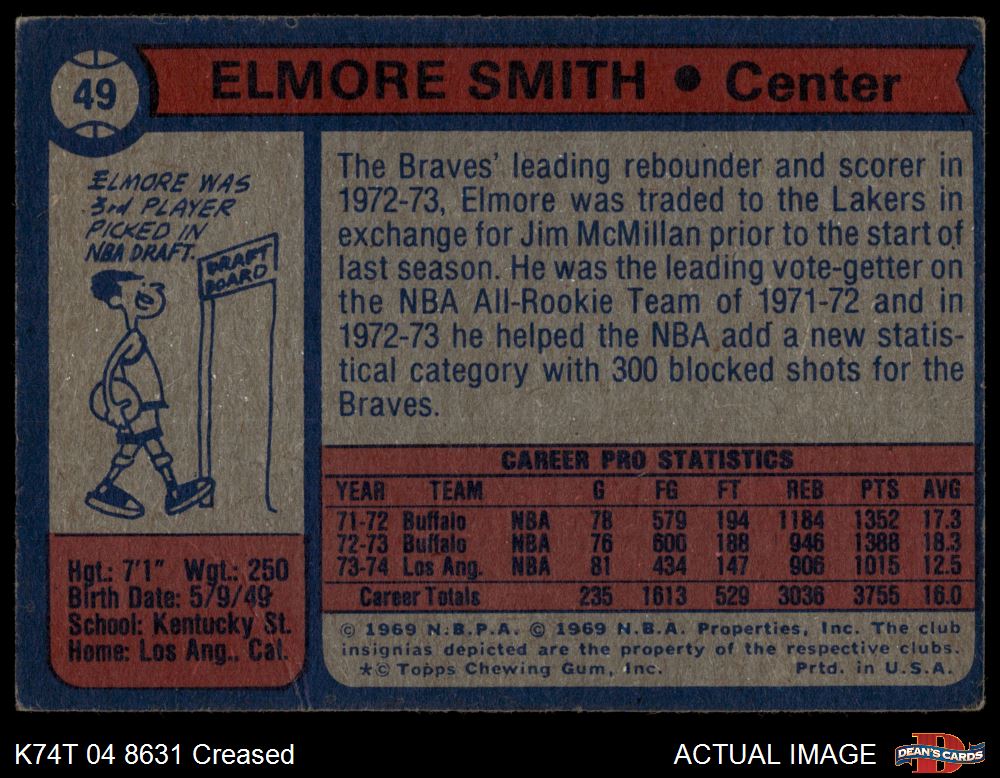 49
ELMORE SMITH • Center
ELMORE WAS
3rd PLAYER
PICKED IN
NBA DRAFT.
DRAFT
BOARD
The Braves' leading rebounder and scorer in
1972-73, Elmore was traded to the Lakers in
exchange for Jim McMillan prior to the start of
last season. He was the leading vote-getter on
the NBA All-Rookie Team of 1971-72 and in
1972-73 he helped the NBA add a new statis-
tical category with 300 blocked shots for the
Braves.
Hgt.: 7'1" Wgt.: 250
Birth Date: 5/9/49
School: Kentucky St.
Home: Los Ang., Cal.
CAREER PRO STATISTICS
YEAR TEAM G FG FT REB PTS AVG
71-72 Buffalo NBA 78 579 194 1184 1352 17.3
72-73 Buffalo NBA 76 600 188 946 1388 18.3
73-74 Los Ang. NBA 81 434 147 906 1015 12.5
Career Totals 235 1613 529 3036 3755 16.0
© 1969 N.B.P.A. © 1969 N.B.A. Properties, Inc. The club
insignias depicted are the property of the respective clubs.
*© Topps Chewing Gum, Inc. Prtd. in U.S.A.
K74T 04 8631 Creased
ACTUAL IMAGE
DEAN'S CARDS